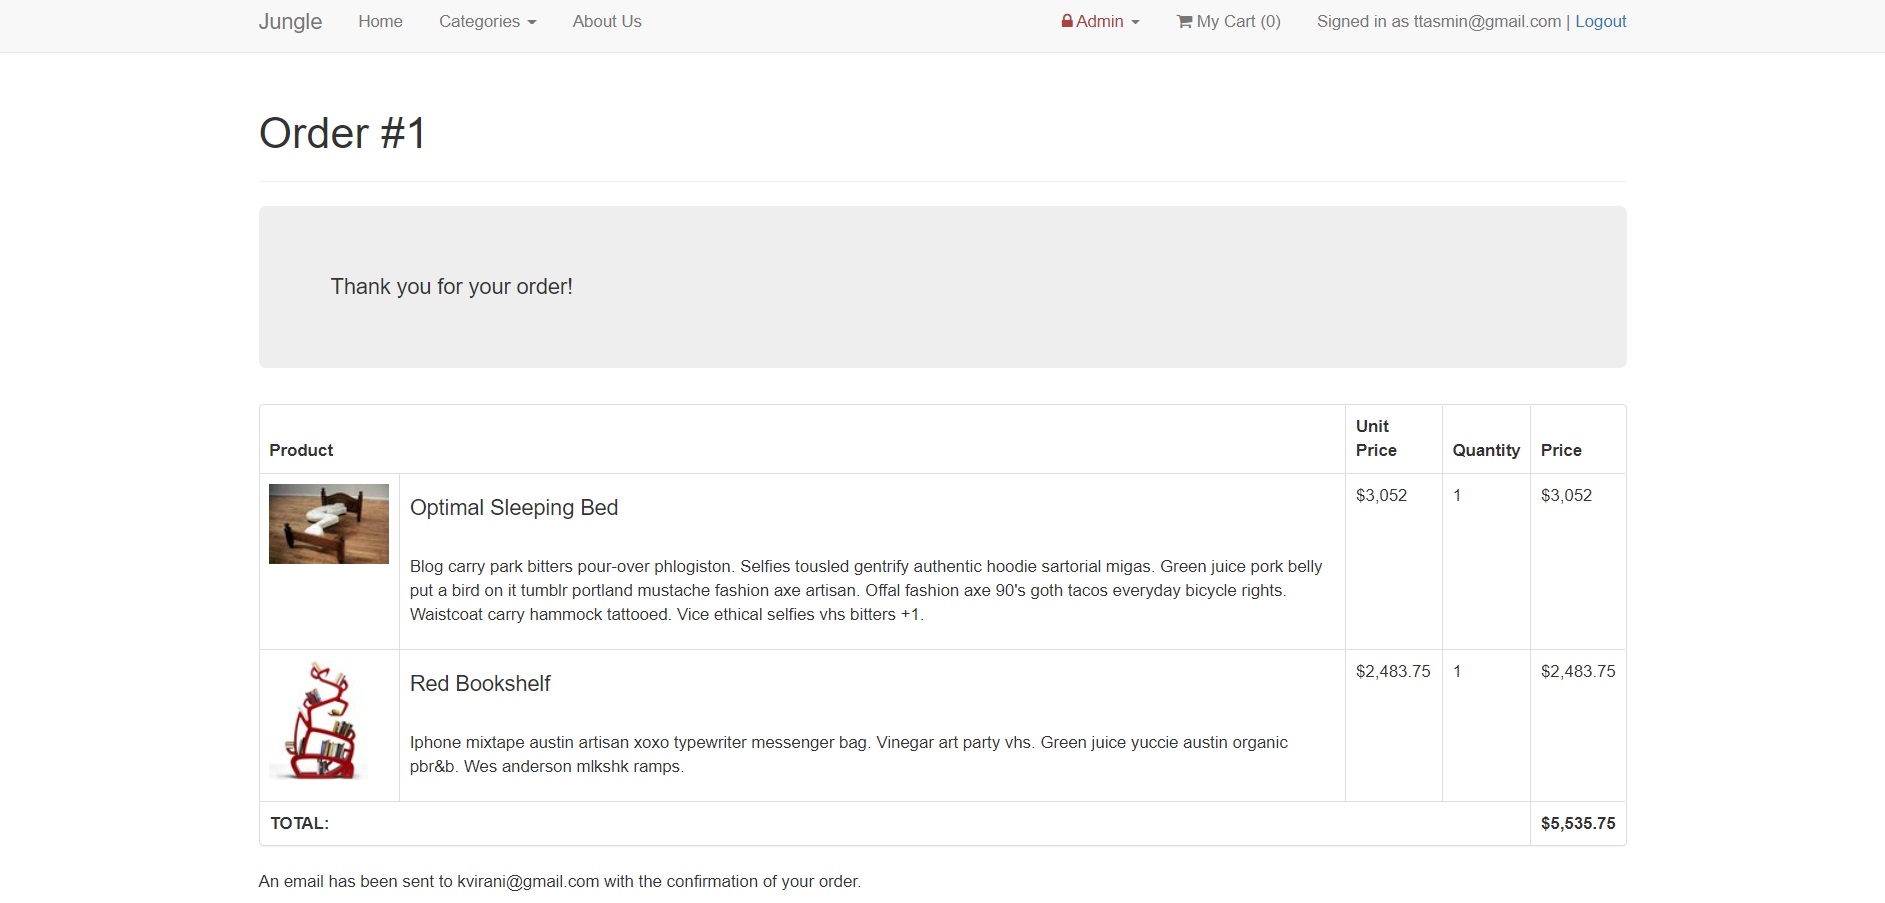 Jungle Home Categories About Us Admin My Cart (0) Signed in as ttasmin@gmail.com | Logout
Order #1
Thank you for your order!
Product Unit Price Quantity Price
Optimal Sleeping Bed $3,052 1 $3,052
Blog carry park bitters pour-over phlogiston. Selfies tousled gentrify authentic hoodie sartorial migas. Green juice pork belly
put a bird on it tumblr portland mustache fashion axe artisan. Offal fashion axe 90's goth tacos everyday bicycle rights.
Waistcoat carry hammock tattooed. Vice ethical selfies vhs bitters +1.
Red Bookshelf $2,483.75 1 $2,483.75
Iphone mixtape austin artisan xoxo typewriter messenger bag. Vinegar art party vhs. Green juice yuccie austin organic
pbr&b. Wes anderson mlkshk ramps.
TOTAL: $5,535.75
An email has been sent to kvirani@gmail.com with the confirmation of your order.